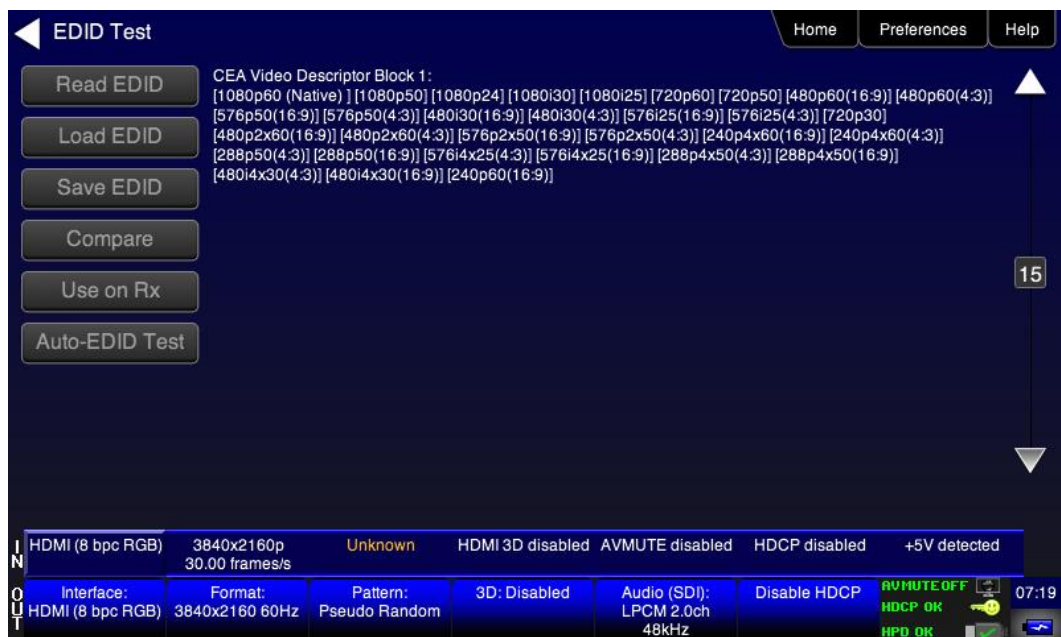 EDID Test
Home
Preferences
Help
Read EDID
Load EDID
Save EDID
Compare
Use on Rx
Auto-EDID Test
CEA Video Descriptor Block 1:
[1080p60 (Native) ] [1080p50] [1080p24] [1080i30] [1080i25] [720p60] [720p50] [480p60(16:9)] [480p60(4:3)]
[576p50(16:9)] [576p50(4:3)] [480i30(16:9)] [480i30(4:3)] [576i25(16:9)] [576i25(4:3)] [720p30]
[480p2x60(16:9)] [480p2x60(4:3)] [576p2x50(16:9)] [576p2x50(4:3)] [240p4x60(16:9)] [240p4x60(4:3)]
[288p50(4:3)] [288p50(16:9)] [576i4x25(4:3)] [576i4x25(16:9)] [288p4x50(4:3)] [288p4x50(16:9)]
[480i4x30(4:3)] [480i4x30(16:9)] [240p60(16:9)]
15
IN
HDMI (8 bpc RGB)
3840x2160p
30.00 frames/s
Unknown
HDMI 3D disabled
AVMUTE disabled
HDCP disabled
+5V detected
OUT
Interface:
HDMI (8 bpc RGB)
Format:
3840x2160 60Hz
Pattern:
Pseudo Random
3D: Disabled
Audio (SDI):
LPCM 2.0ch
48kHz
Disable HDCP
AVMUTEOFF
HDCP OK
HPD OK
07:19